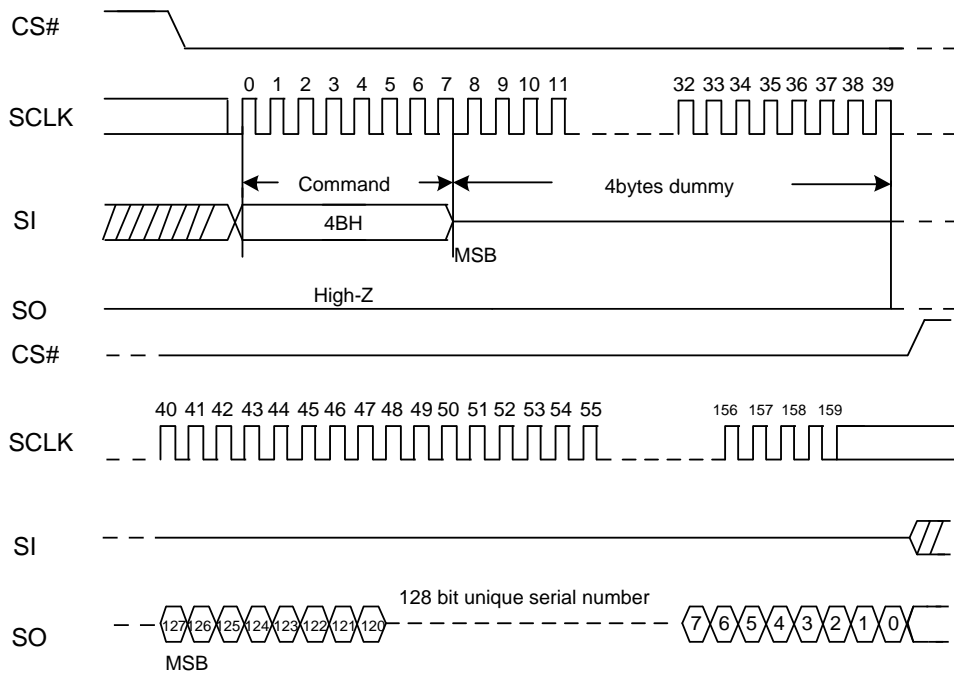 CS#
0 1 2 3 4 5 6 7 8 9 10 11 32 33 34 35 36 37 38 39
SCLK
Command 4bytes dummy
SI
4BH
MSB
High-Z
SO
CS#
40 41 42 43 44 45 46 47 48 49 50 51 52 53 54 55 156 157 158 159
SCLK
SI
128 bit unique serial number
SO
127 126 125 124 123 122 121 120 7 6 5 4 3 2 1 0
MSB